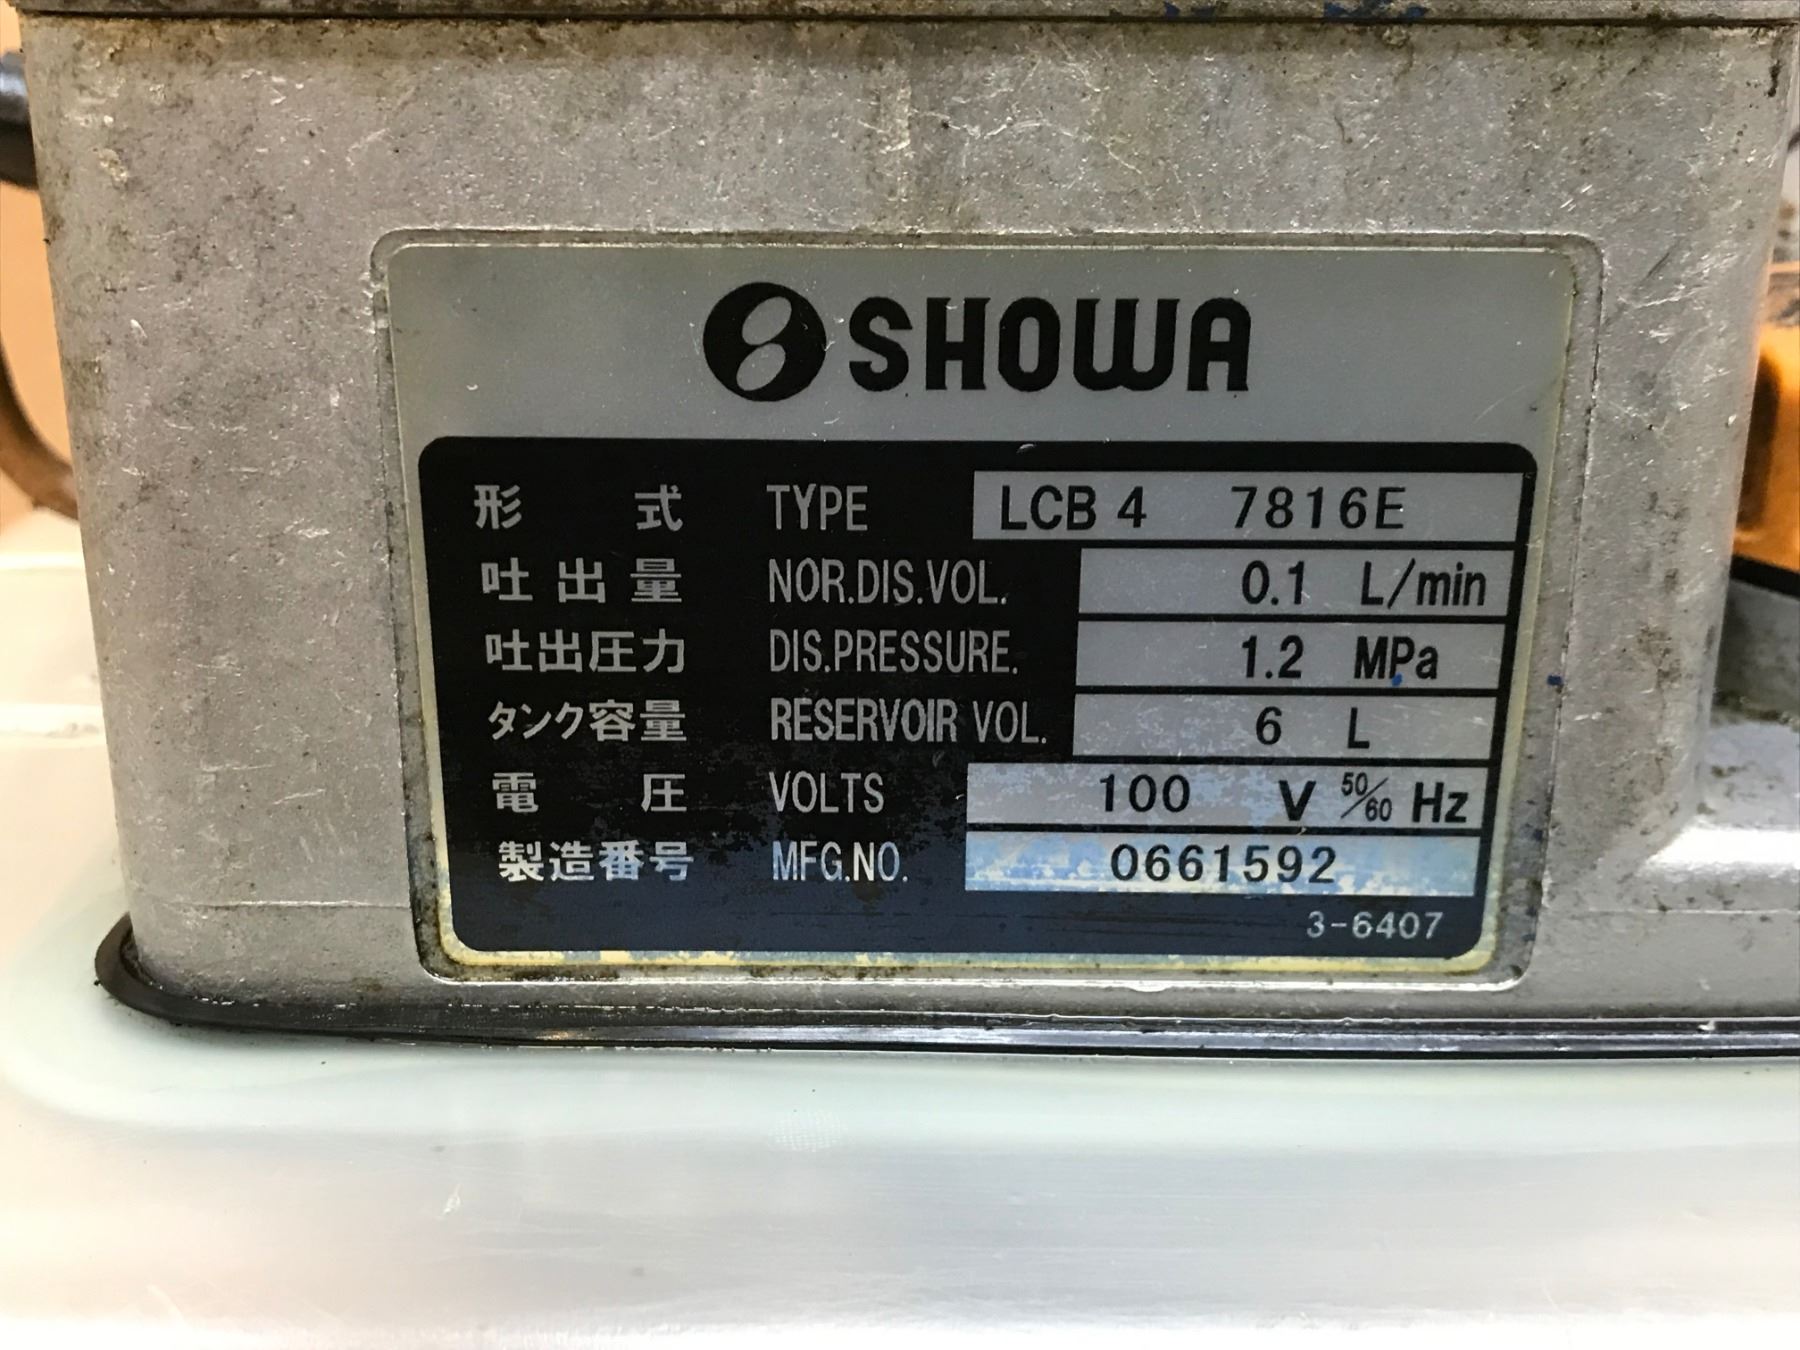 SHOWA
形式 TYPE LCB 4 7816E
吐出量 NOR.DIS.VOL. 0.1 L/min
吐出圧力 DIS.PRESSURE. 1.2 MPa
タンク容量 RESERVOIR VOL. 6 L
電圧 VOLTS 100 V 50/60 Hz
製造番号 MFG.NO. 0661592
3-6407